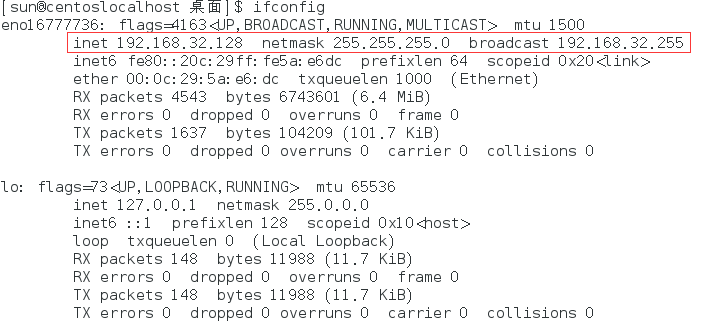 [sun@centoslocalhost 桌面]$ ifconfig
eno16777736: flags=4163<UP,BROADCAST,RUNNING,MULTICAST>  mtu 1500
        inet 192.168.32.128  netmask 255.255.255.0  broadcast 192.168.32.255
        inet6 fe80::20c:29ff:fe5a:e6dc  prefixlen 64  scopeid 0x20<link>
        ether 00:0c:29:5a:e6:dc  txqueuelen 1000  (Ethernet)
        RX packets 4543  bytes 6743601 (6.4 MiB)
        RX errors 0  dropped 0  overruns 0  frame 0
        TX packets 1637  bytes 104209 (101.7 KiB)
        TX errors 0  dropped 0 overruns 0  carrier 0  collisions 0

lo: flags=73<UP,LOOPBACK,RUNNING>  mtu 65536
        inet 127.0.0.1  netmask 255.0.0.0
        inet6 ::1  prefixlen 128  scopeid 0x10<host>
        loop  txqueuelen 0  (Local Loopback)
        RX packets 148  bytes 11988 (11.7 KiB)
        RX errors 0  dropped 0  overruns 0  frame 0
        TX packets 148  bytes 11988 (11.7 KiB)
        TX errors 0  dropped 0 overruns 0  carrier 0  collisions 0